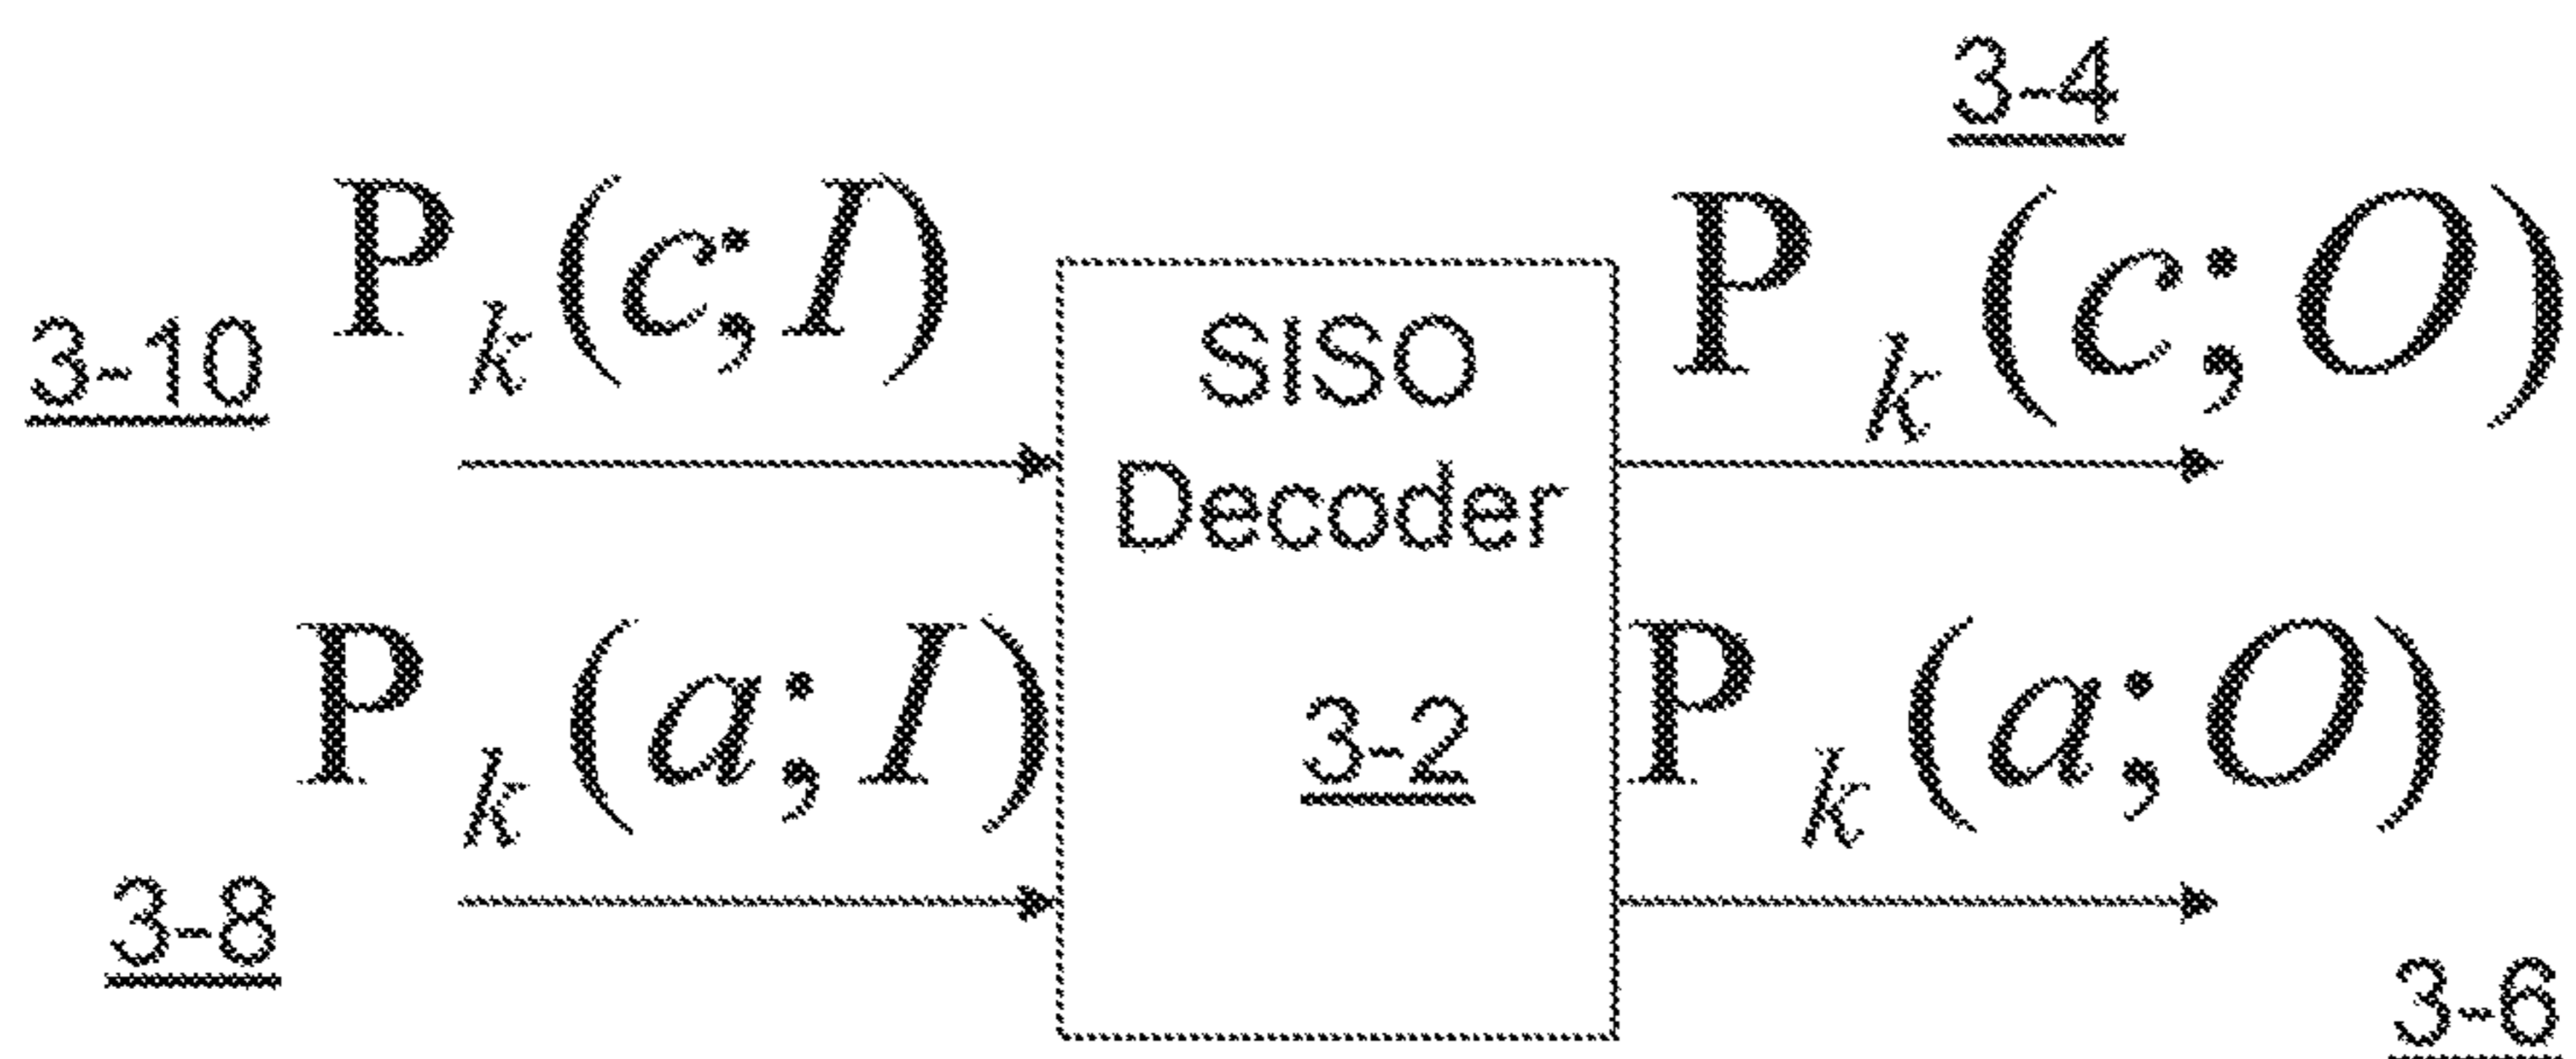 3-4
3-10 P_k(c;I)
P_k(c;O)
SISO
Decoder
P_k(a;I)
3-2
P_k(a;O)
3-8
3-6